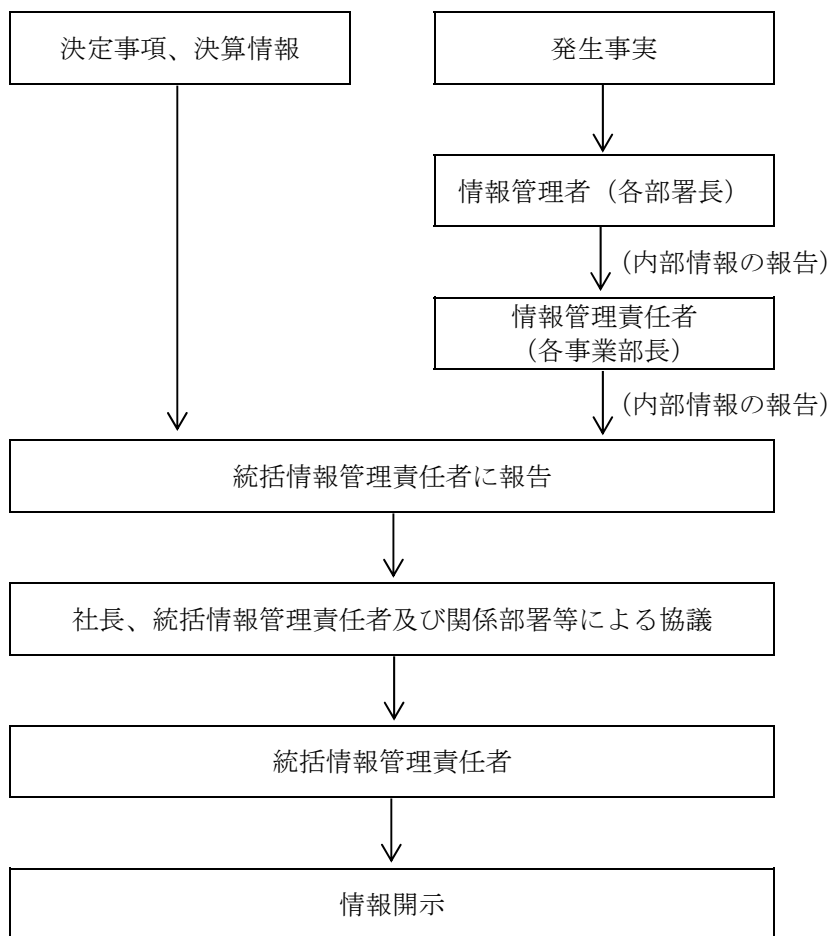 決定事項、決算情報
発生事実
情報管理者（各部署長）
（内部情報の報告）
情報管理責任者
（各事業部長）
（内部情報の報告）
統括情報管理責任者に報告
社長、統括情報管理責任者及び関係部署等による協議
統括情報管理責任者
情報開示